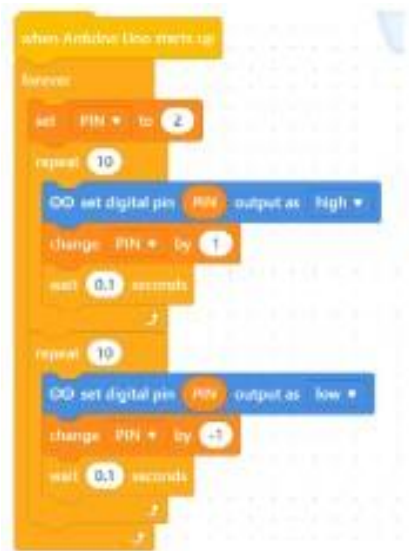 when Arduino Uno starts up
forever
set PIN to 2
repeat 10
set digital pin PIN output as high
change PIN by 1
wait 0.1 seconds
repeat 10
set digital pin PIN output as low
change PIN by -1
wait 0.1 seconds